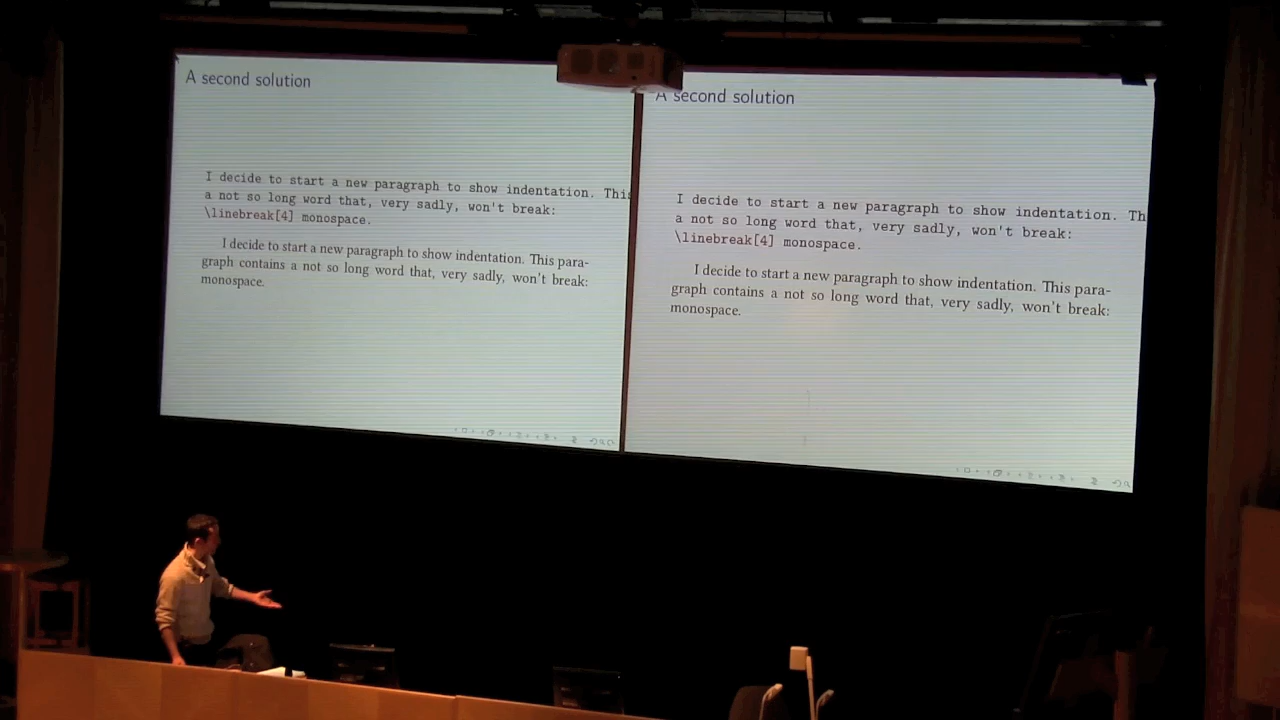 A second solution
I decide to start a new paragraph to show indentation. This
a not so long word that, very sadly, won't break:
\linebreak[4] monospace.
I decide to start a new paragraph to show indentation. This para-
graph contains a not so long word that, very sadly, won't break:
monospace.
A second solution
I decide to start a new paragraph to show indentation. Th
a not so long word that, very sadly, won't break:
\linebreak[4] monospace.
I decide to start a new paragraph to show indentation. This para-
graph contains a not so long word that, very sadly, won't break:
monospace.